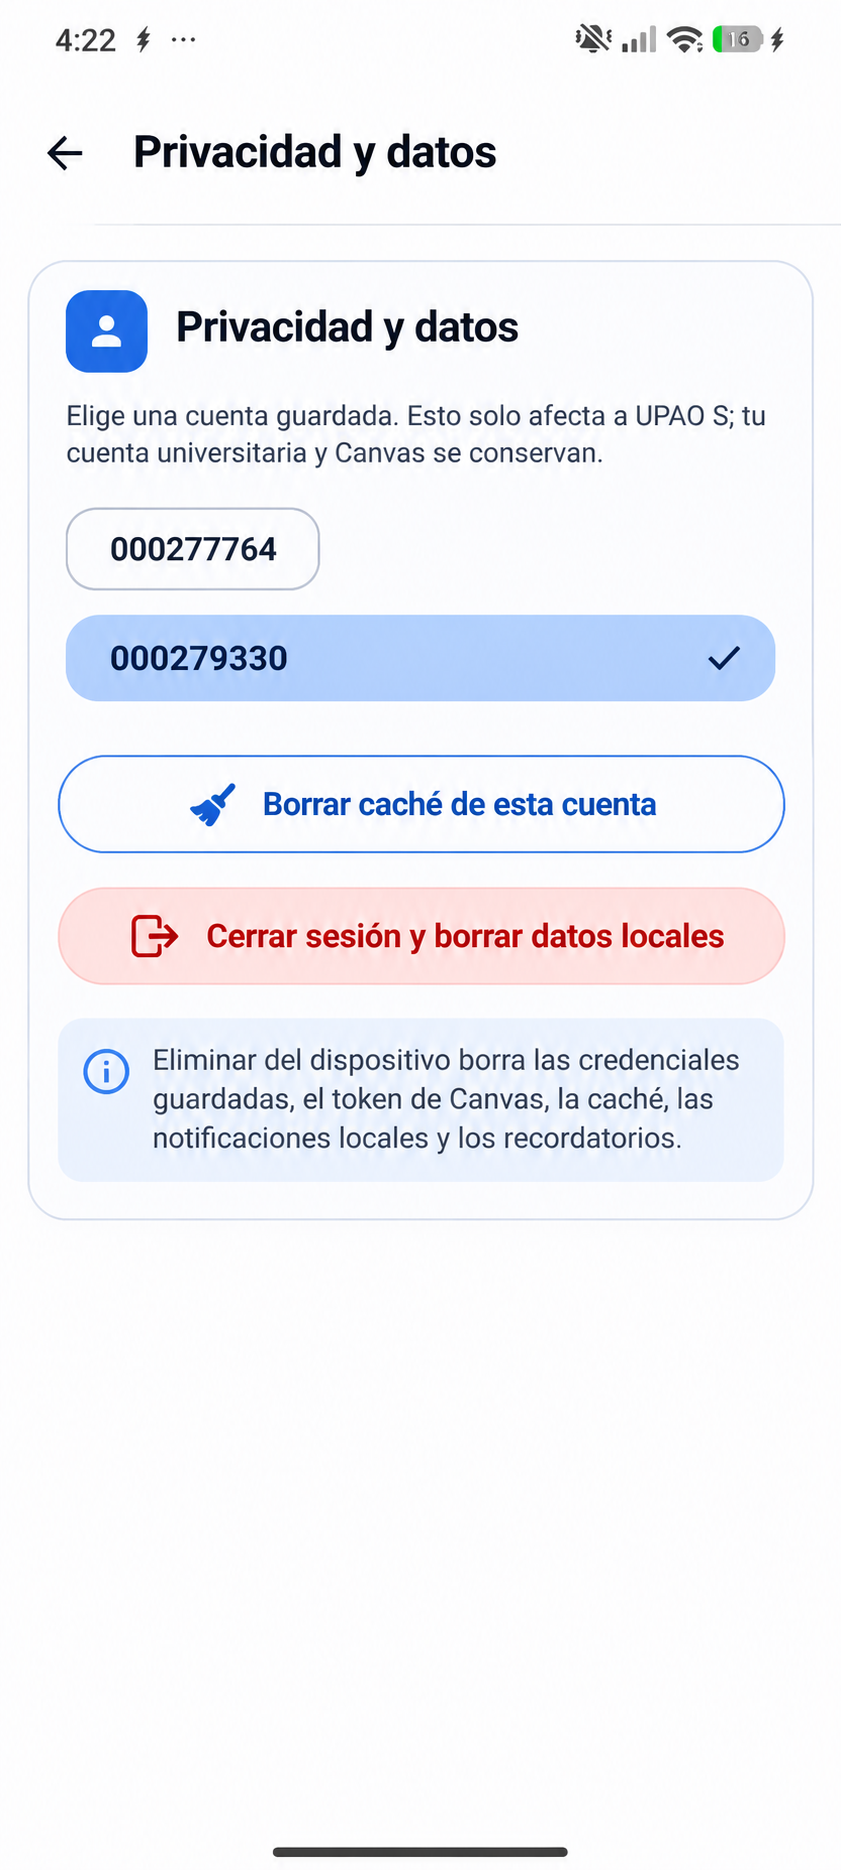 4:22
16
Privacidad y datos
Privacidad y datos
Elige una cuenta guardada. Esto solo afecta a UPAO S; tu
cuenta universitaria y Canvas se conservan.
000277764
000279330
Borrar caché de esta cuenta
Cerrar sesión y borrar datos locales
Eliminar del dispositivo borra las credenciales
guardadas, el token de Canvas, la caché, las
notificaciones locales y los recordatorios.